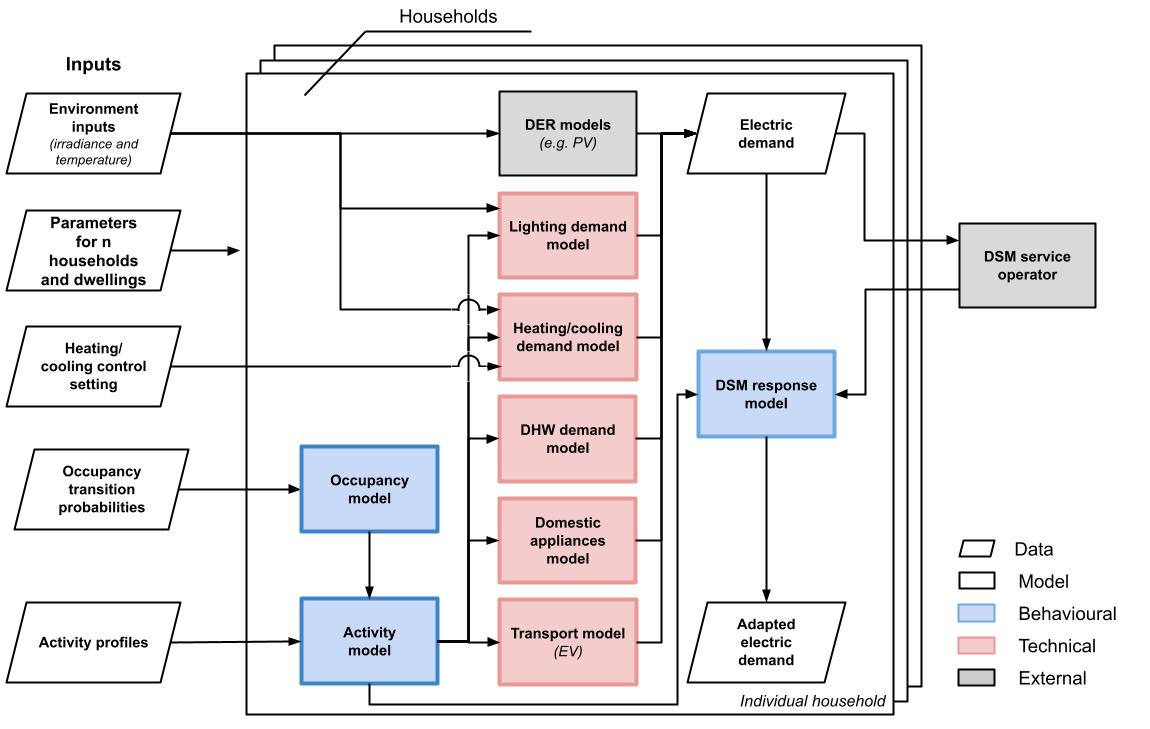 Households
Inputs
Environment
inputs
(irradiance and
temperature)
Parameters
for n
households
and dwellings
Heating/
cooling control
setting
Occupancy
transition
probabilities
Activity profiles
Occupancy
model
Activity
model
DER models
(e.g. PV)
Lighting demand
model
Heating/cooling
demand model
DHW demand
model
Domestic
appliances
model
Transport model
(EV)
Electric
demand
DSM response
model
Adapted
electric
demand
Individual household
DSM service
operator
Data
Model
Behavioural
Technical
External